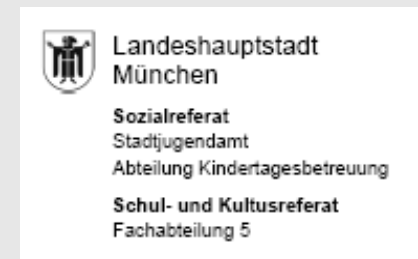 Landeshauptstadt
München
Sozialreferat
Stadtjugendamt
Abteilung Kindertagesbetreuung
Schul- und Kultusreferat
Fachabteilung 5